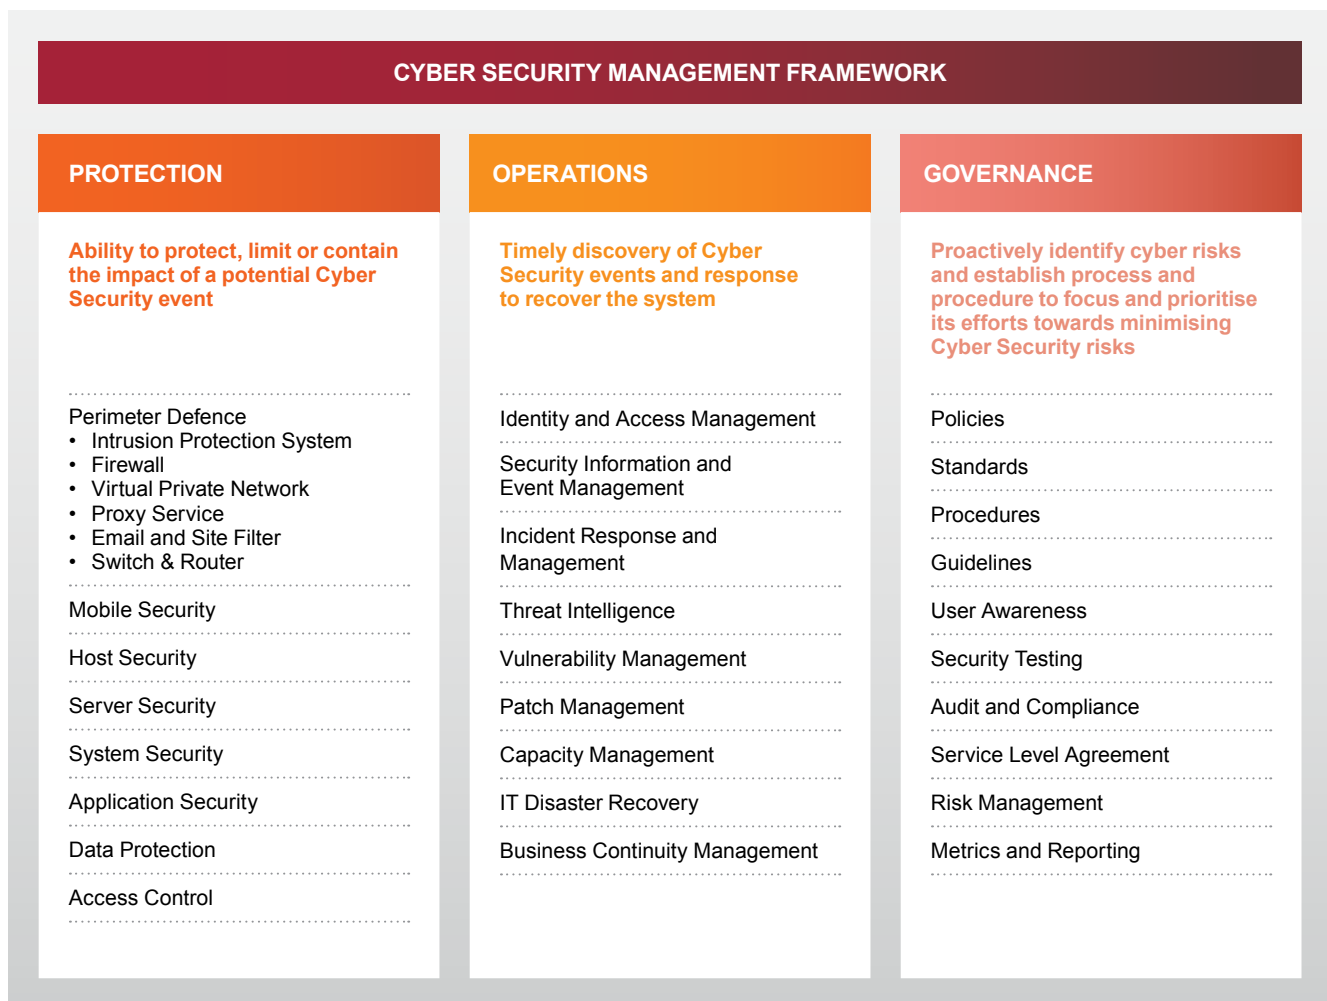 CYBER SECURITY MANAGEMENT FRAMEWORK
PROTECTION
Ability to protect, limit or contain
the impact of a potential Cyber
Security event
Perimeter Defence
• Intrusion Protection System
• Firewall
• Virtual Private Network
• Proxy Service
• Email and Site Filter
• Switch & Router
Mobile Security
Host Security
Server Security
System Security
Application Security
Data Protection
Access Control
OPERATIONS
Timely discovery of Cyber
Security events and response
to recover the system
Identity and Access Management
Security Information and
Event Management
Incident Response and
Management
Threat Intelligence
Vulnerability Management
Patch Management
Capacity Management
IT Disaster Recovery
Business Continuity Management
GOVERNANCE
Proactively identify cyber risks
and establish process and
procedure to focus and prioritise
its efforts towards minimising
Cyber Security risks
Policies
Standards
Procedures
Guidelines
User Awareness
Security Testing
Audit and Compliance
Service Level Agreement
Risk Management
Metrics and Reporting